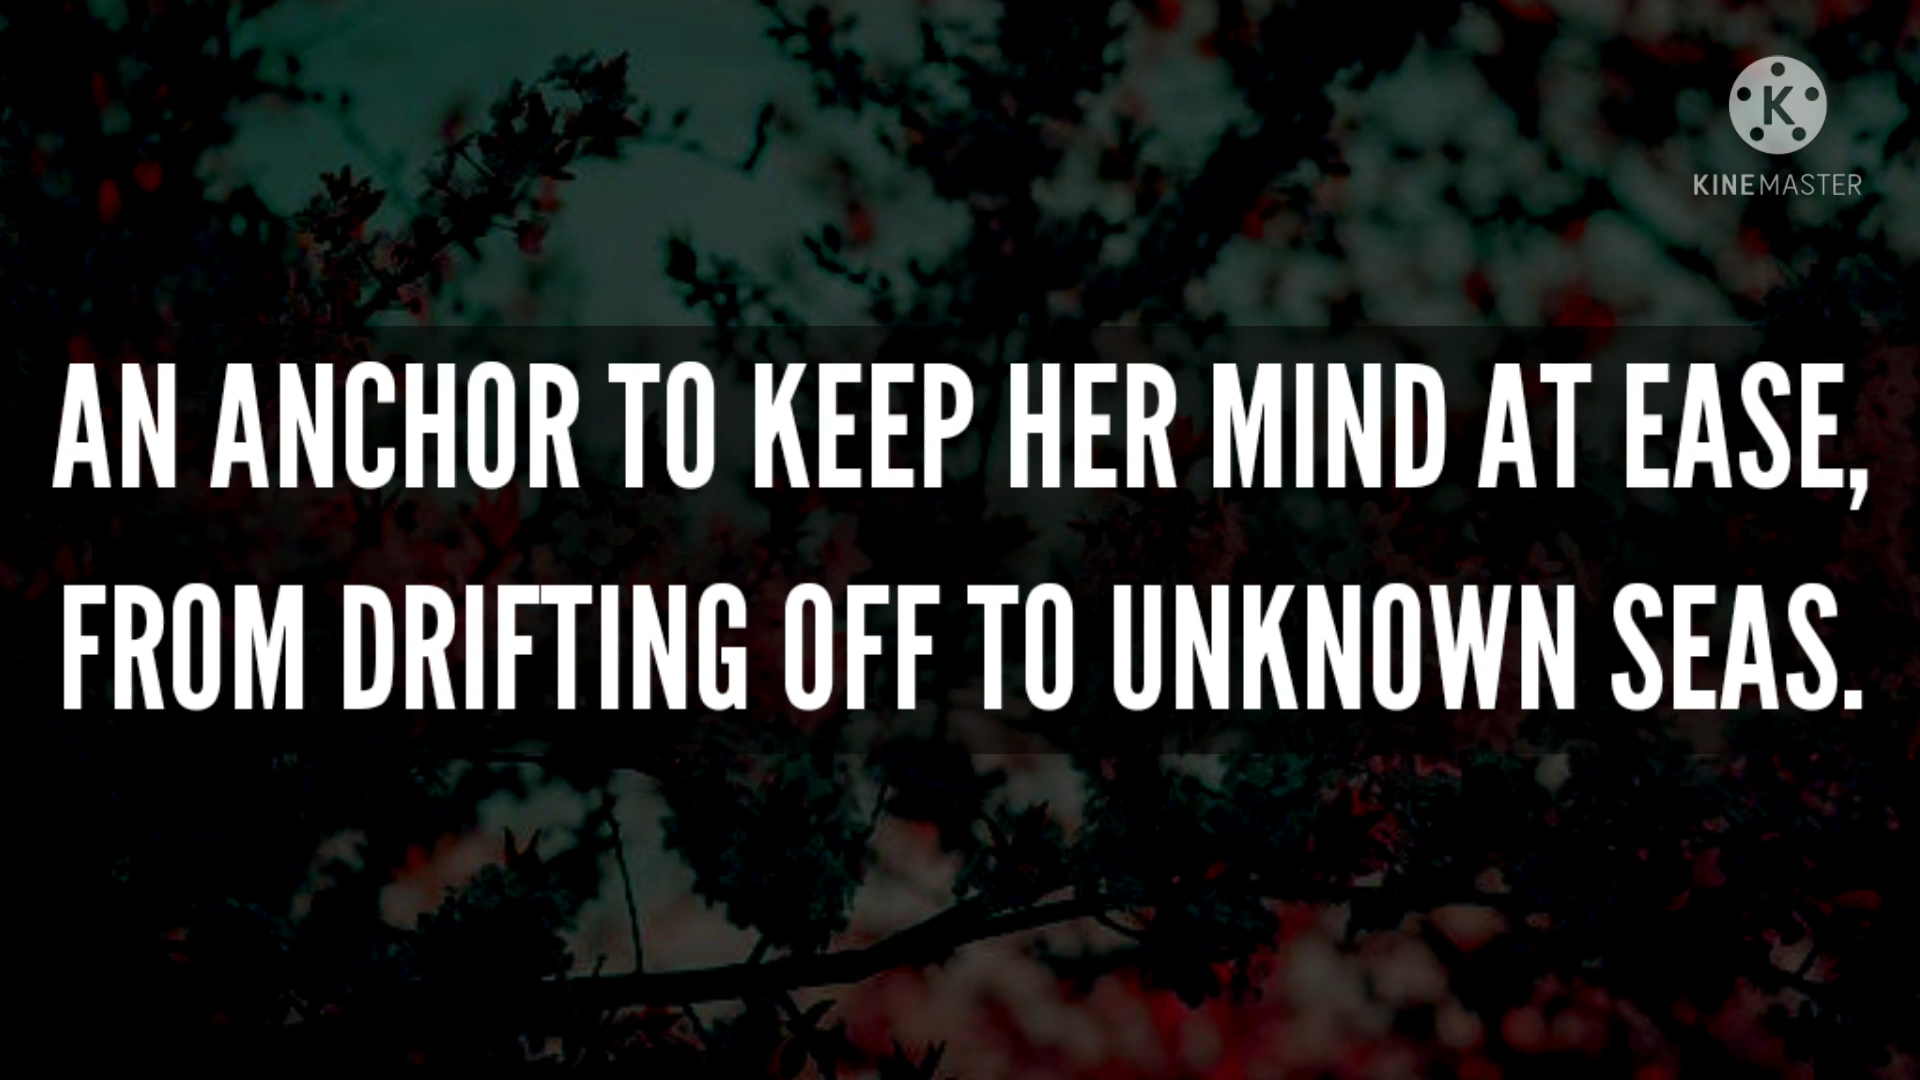 K
KINEMASTER
AN ANCHOR TO KEEP HER MIND AT EASE,
FROM DRIFTING OFF TO UNKNOWN SEAS.